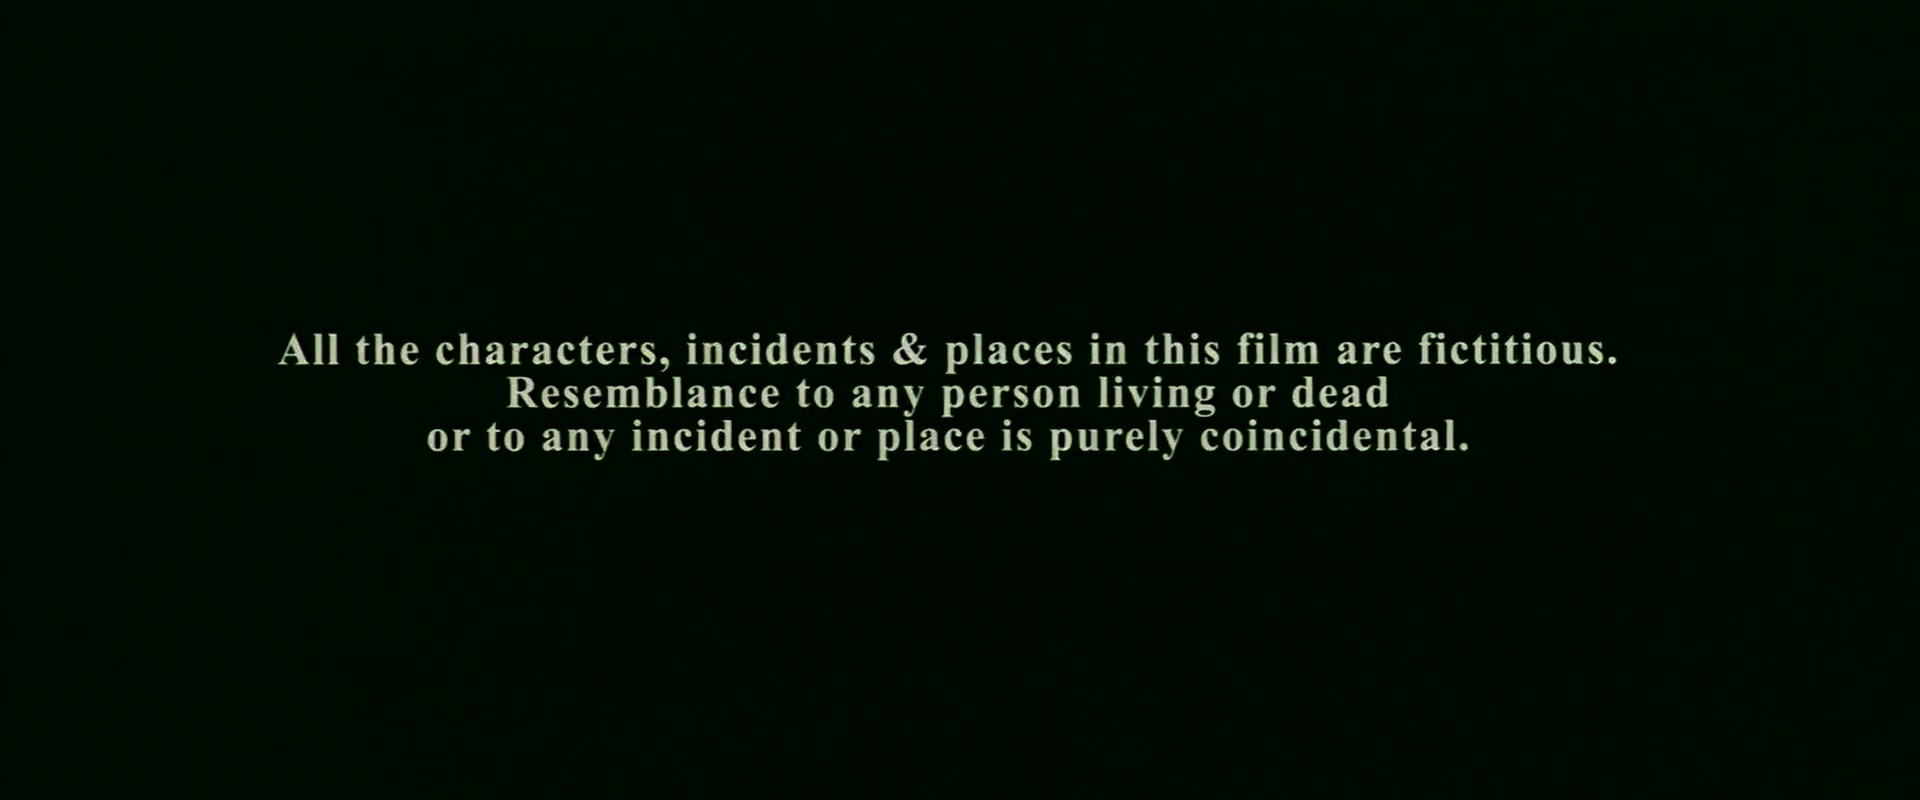 All the characters, incidents & places in this film are fictitious.
Resemblance to any person living or dead
or to any incident or place is purely coincidental.